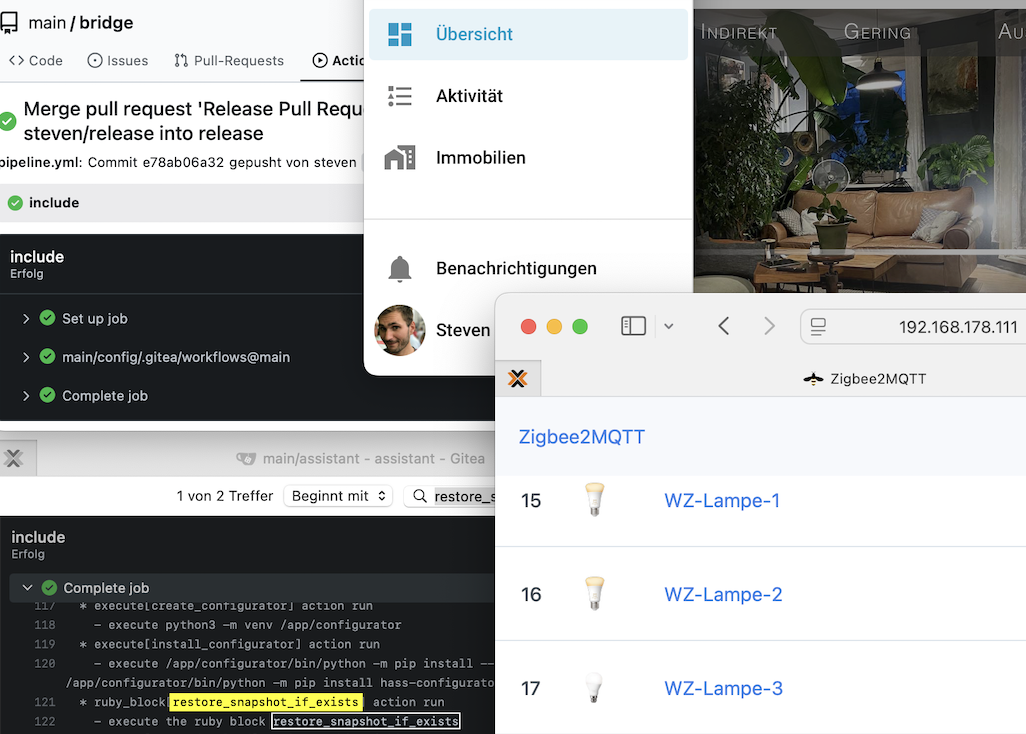 main / bridge
Code
Issues
Pull-Requests
Merge pull request 'Release Pull Requ
steven/release into release
pipeline.yml: Commit e78ab06a32 gepusht von steven
include
include
Erfolg
Set up job
main/config/.gitea/workflows@main
Complete job
Übersicht
Aktivität
Immobilien
Benachrichtigungen
Steven
Indirekt
Gering
Au
192.168.178.111
Zigbee2MQTT
Zigbee2MQTT
15 WZ-Lampe-1
16 WZ-Lampe-2
17 WZ-Lampe-3
main/assistant - assistant - Gitea
1 von 2 Treffer
Beginnt mit
restore_s
include
Erfolg
Complete job
117 * execute[create_configurator] action run
118 - execute python3 -m venv /app/configurator
119 * execute[install_configurator] action run
120 - execute /app/configurator/bin/python -m pip install --
/app/configurator/bin/python -m pip install hass-configurato
121 * ruby_block[restore_snapshot_if_exists] action run
122 - execute the ruby block restore_snapshot_if_exists